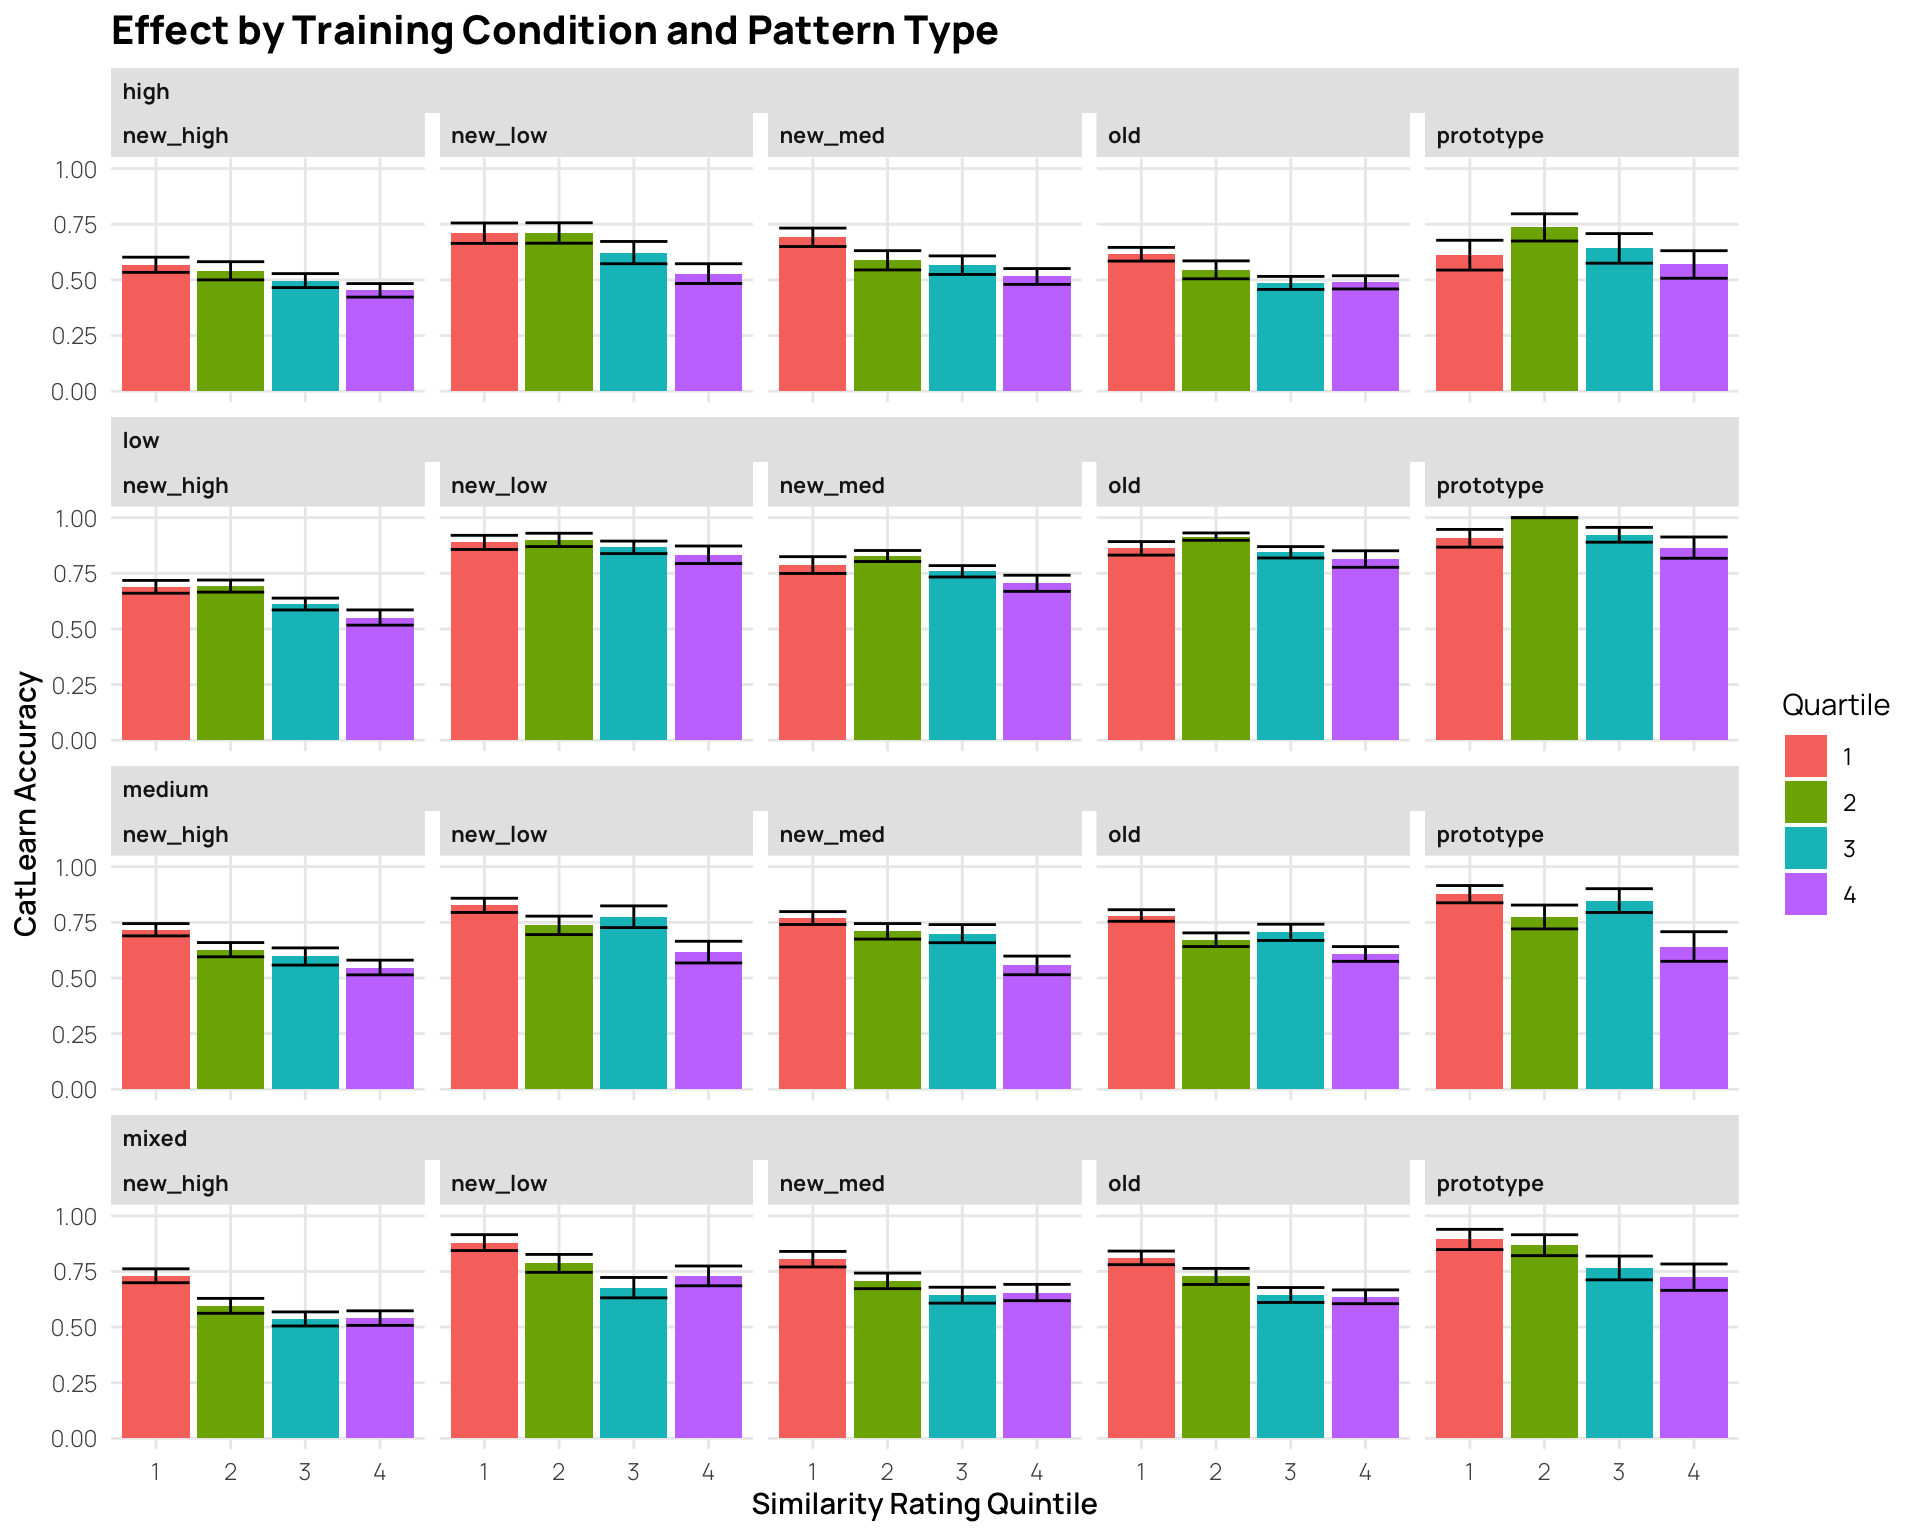 Effect by Training Condition and Pattern Type
high
new_high new_low new_med old prototype
1.00
0.75
0.50
0.25
0.00
low
new_high new_low new_med old prototype
1.00
0.75
0.50
0.25
0.00
medium
new_high new_low new_med old prototype
1.00
0.75
0.50
0.25
0.00
mixed
new_high new_low new_med old prototype
1.00
0.75
0.50
0.25
0.00
1 2 3 4 1 2 3 4 1 2 3 4 1 2 3 4 1 2 3 4
Similarity Rating Quintile
CatLearn Accuracy
Quartile
1
2
3
4